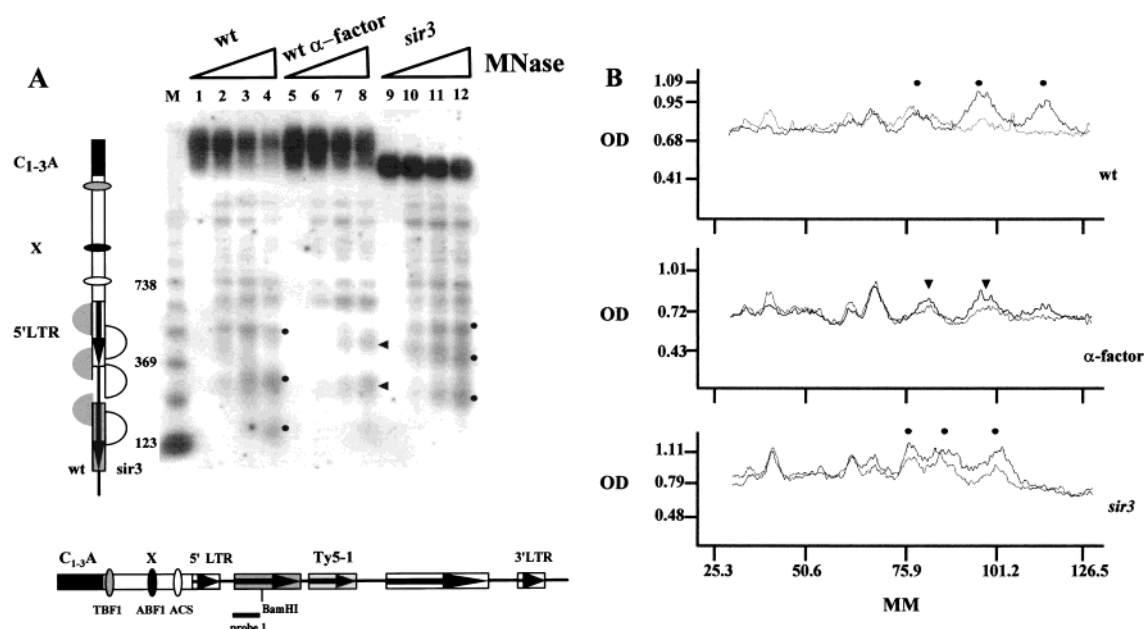 A
wt
wt α-factor
sir3
MNase
M 1 2 3 4 5 6 7 8 9 10 11 12
C1-3A
X
738
5'LTR
369
123
wt sir3
C1-3A X 5' LTR Ty5-1 3'LTR
TBF1 ABF1 ACS BamHI
probe 1
B
1.09
0.95
OD 0.68
0.41
wt
1.01
OD 0.72
0.43
α-factor
1.11
OD 0.79
0.48
sir3
25.3 50.6 75.9 101.2 126.5
MM